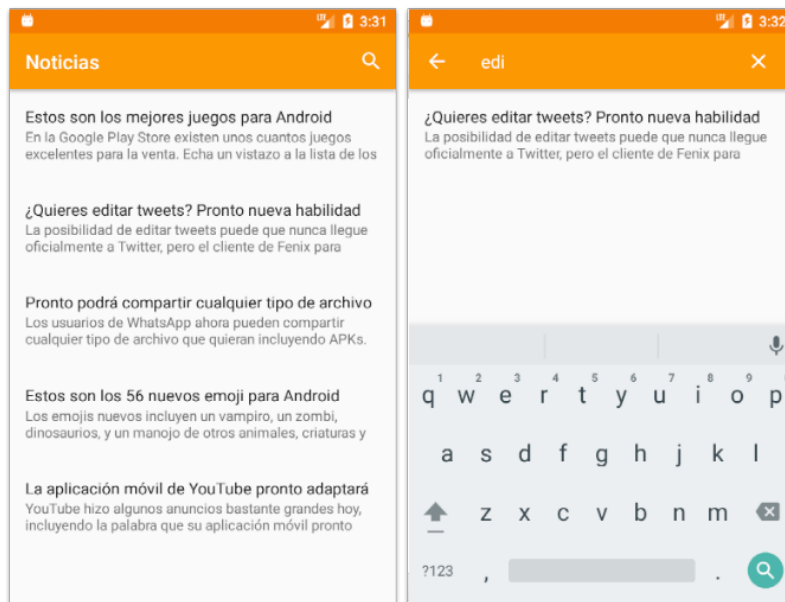 LTE 3:31
Noticias
Estos son los mejores juegos para Android
En la Google Play Store existen unos cuantos juegos
excelentes para la venta. Echa un vistazo a la lista de los
¿Quieres editar tweets? Pronto nueva habilidad
La posibilidad de editar tweets puede que nunca llegue
oficialmente a Twitter, pero el cliente de Fenix para
Pronto podrá compartir cualquier tipo de archivo
Los usuarios de WhatsApp ahora pueden compartir
cualquier tipo de archivo que quieran incluyendo APKs.
Estos son los 56 nuevos emoji para Android
Los emojis nuevos incluyen un vampiro, un zombi,
dinosaurios, y un manojo de otros animales, criaturas y
La aplicación móvil de YouTube pronto adaptará
YouTube hizo algunos anuncios bastante grandes hoy,
incluyendo la palabra que su aplicación móvil pronto
LTE 3:32
edi
¿Quieres editar tweets? Pronto nueva habilidad
La posibilidad de editar tweets puede que nunca llegue
oficialmente a Twitter, pero el cliente de Fenix para
1 2 3 4 5 6 7 8 9
q w e r t y u i o p
a s d f g h j k l
z x c v b n m
?123 , .